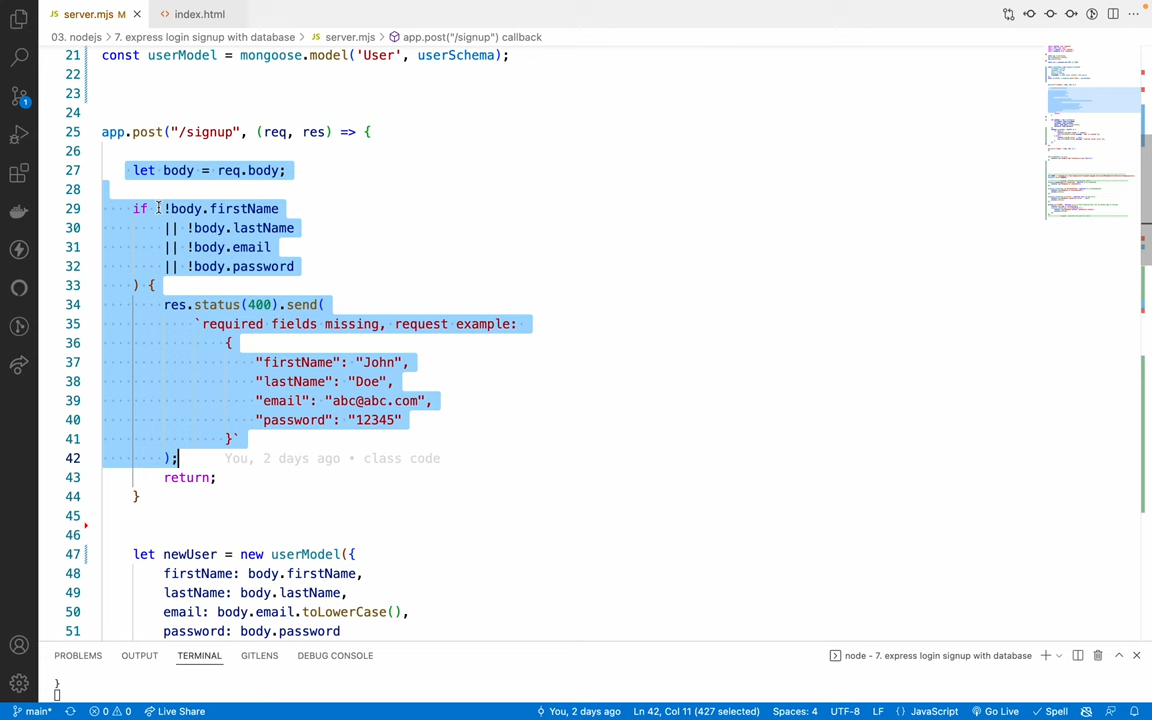 JS server.mjs M
<> index.html
03. nodejs > 7. express login signup with database > JS server.mjs > app.post("/signup") callback
21 const userModel = mongoose.model('User', userSchema);
22
23
24
25 app.post("/signup", (req, res) => {
26
27 let body = req.body;
28
29 if (!body.firstName
30 || !body.lastName
31 || !body.email
32 || !body.password
33 ) {
34 res.status(400).send(
35 `required fields missing, request example:
36 {
37 "firstName": "John",
38 "lastName": "Doe",
39 "email": "abc@abc.com",
40 "password": "12345"
41 }`
42 ); You, 2 days ago • class code
43 return;
44 }
45
46
47 let newUser = new userModel({
48 firstName: body.firstName,
49 lastName: body.lastName,
50 email: body.email.toLowerCase(),
51 password: body.password
PROBLEMS OUTPUT TERMINAL GITLENS DEBUG CONSOLE node - 7. express login signup with database
}
1
main* 0 0 Live Share You, 2 days ago Ln 42, Col 11 (427 selected) Spaces: 4 UTF-8 LF {} JavaScript Go Live Spell